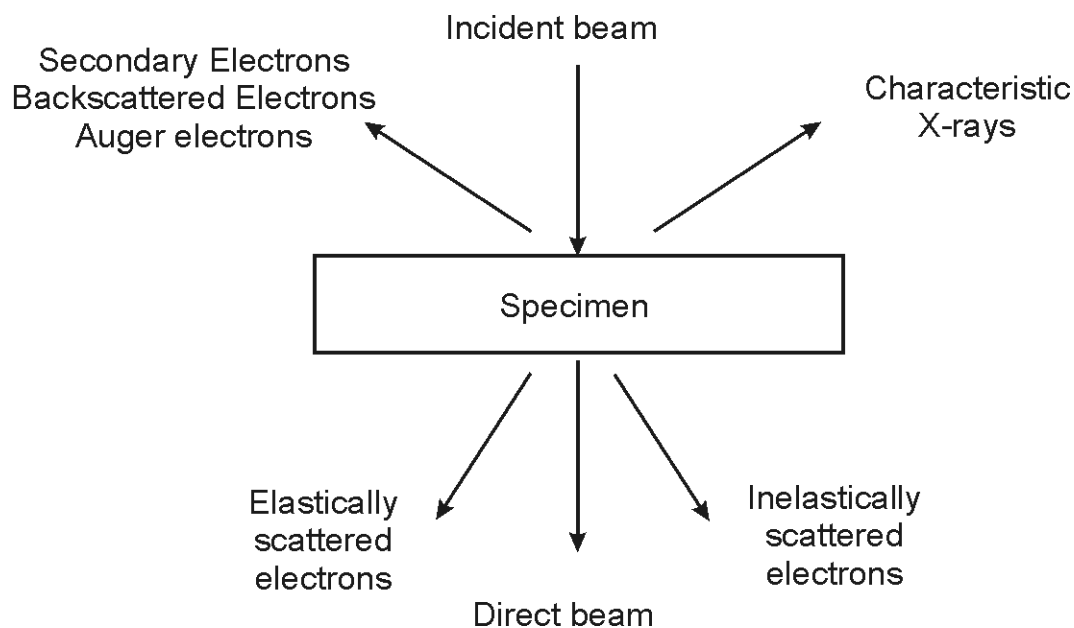 Incident beam
Secondary Electrons
Backscattered Electrons
Auger electrons
Characteristic
X-rays
Specimen
Elastically
scattered
electrons
Inelastically
scattered
electrons
Direct beam